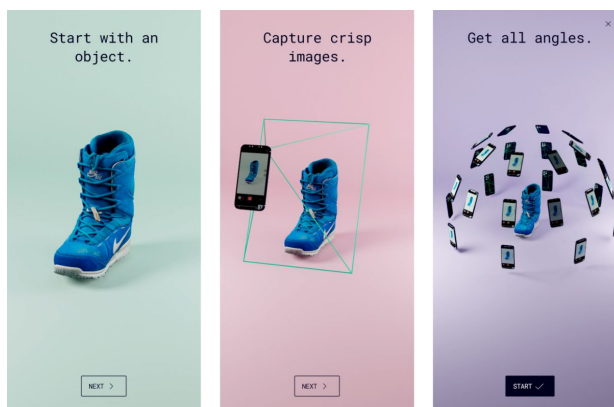 Start with an
object.
NEXT
Capture crisp
images.
NEXT
Get all angles.
START